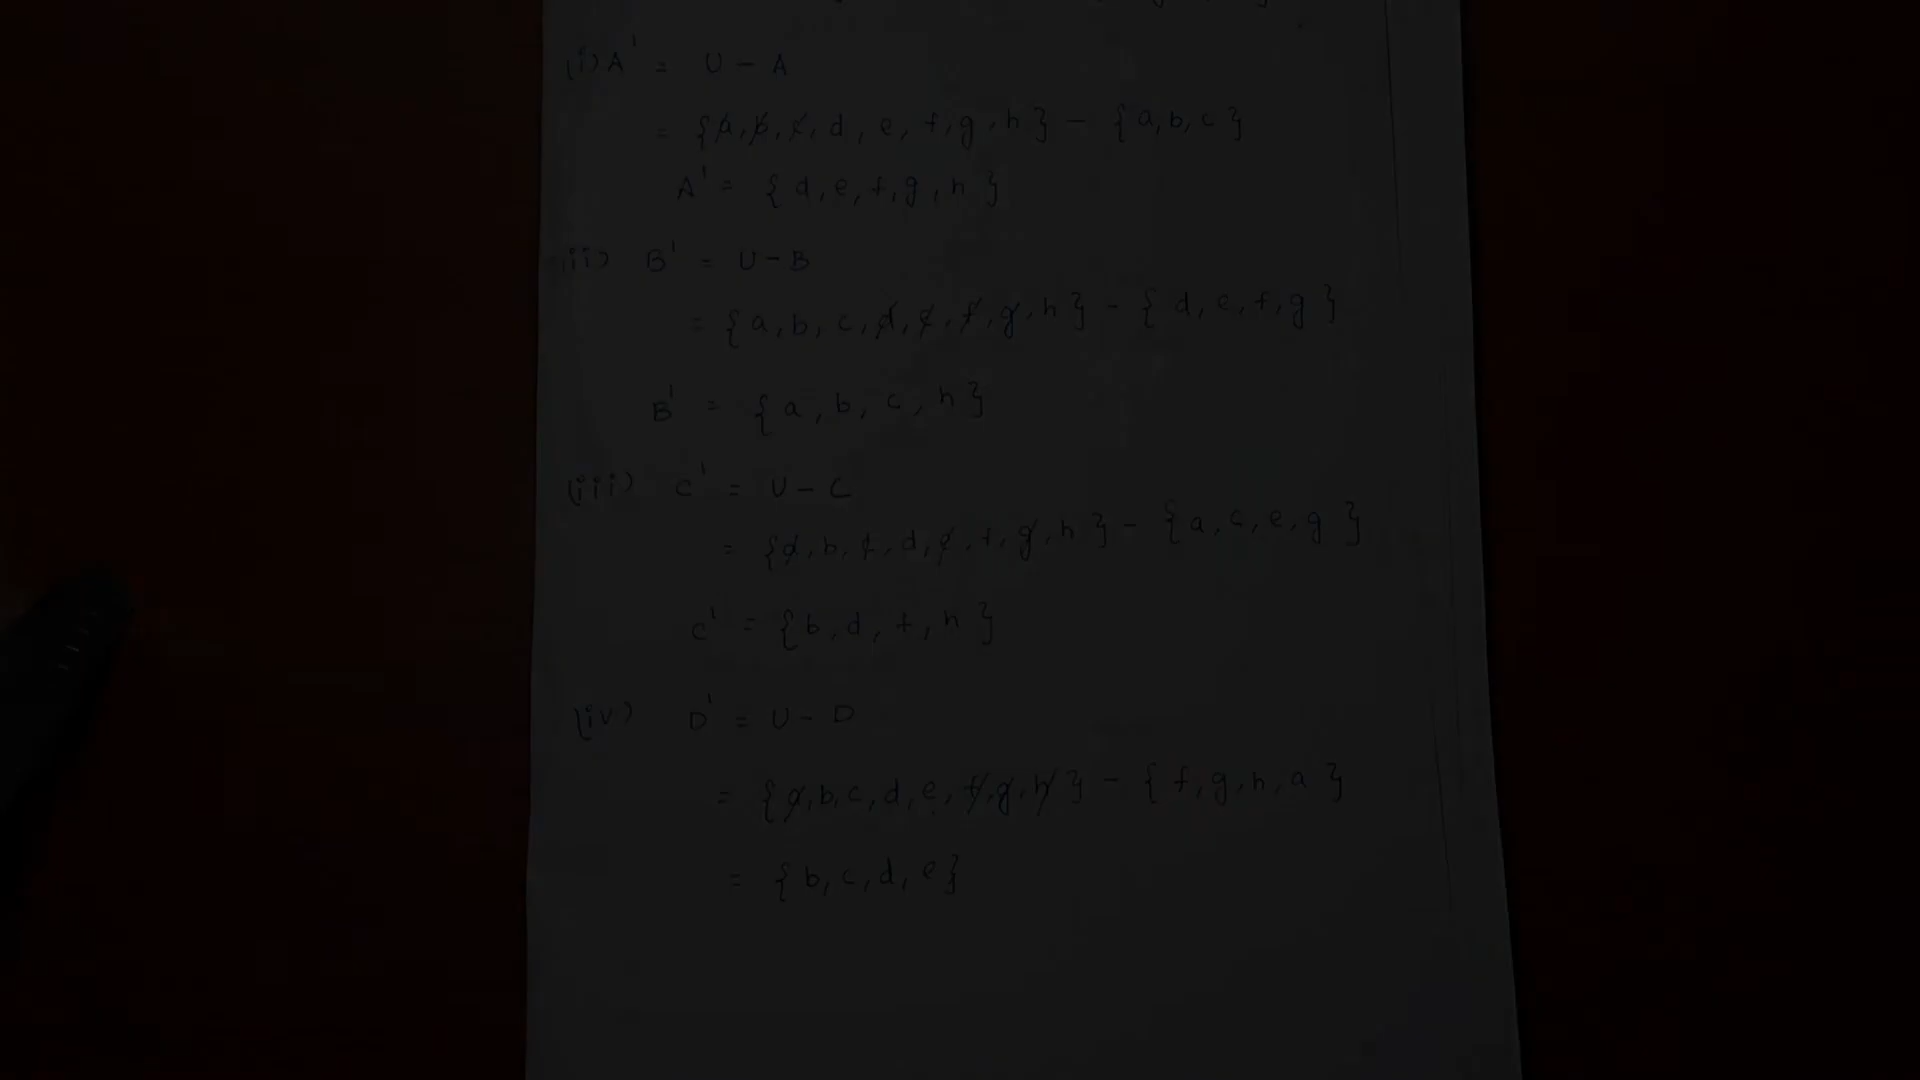 (i) A' = U - A
= {a, b, c, d, e, f, g, h} - {a, b, c}
A' = {d, e, f, g, h}
(ii) B' = U - B
= {a, b, c, d, e, f, g, h} - {d, e, f, g}
B' = {a, b, c, h}
(iii) C' = U - C
= {a, b, c, d, e, f, g, h} - {a, c, e, g}
C' = {b, d, f, h}
(iv) D' = U - D
= {a, b, c, d, e, f, g, h} - {f, g, h, a}
= {b, c, d, e}